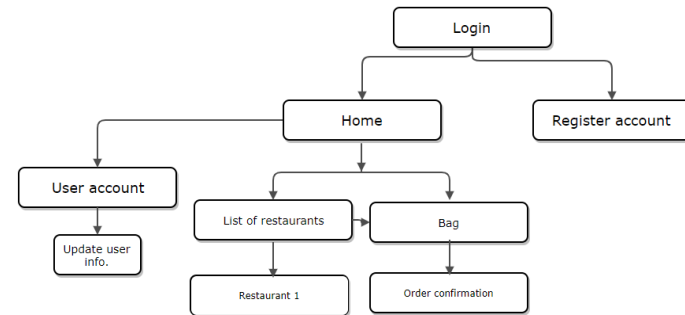 Login
Home
Register account
User account
List of restaurants
Bag
Update user
info.
Restaurant 1
Order confirmation